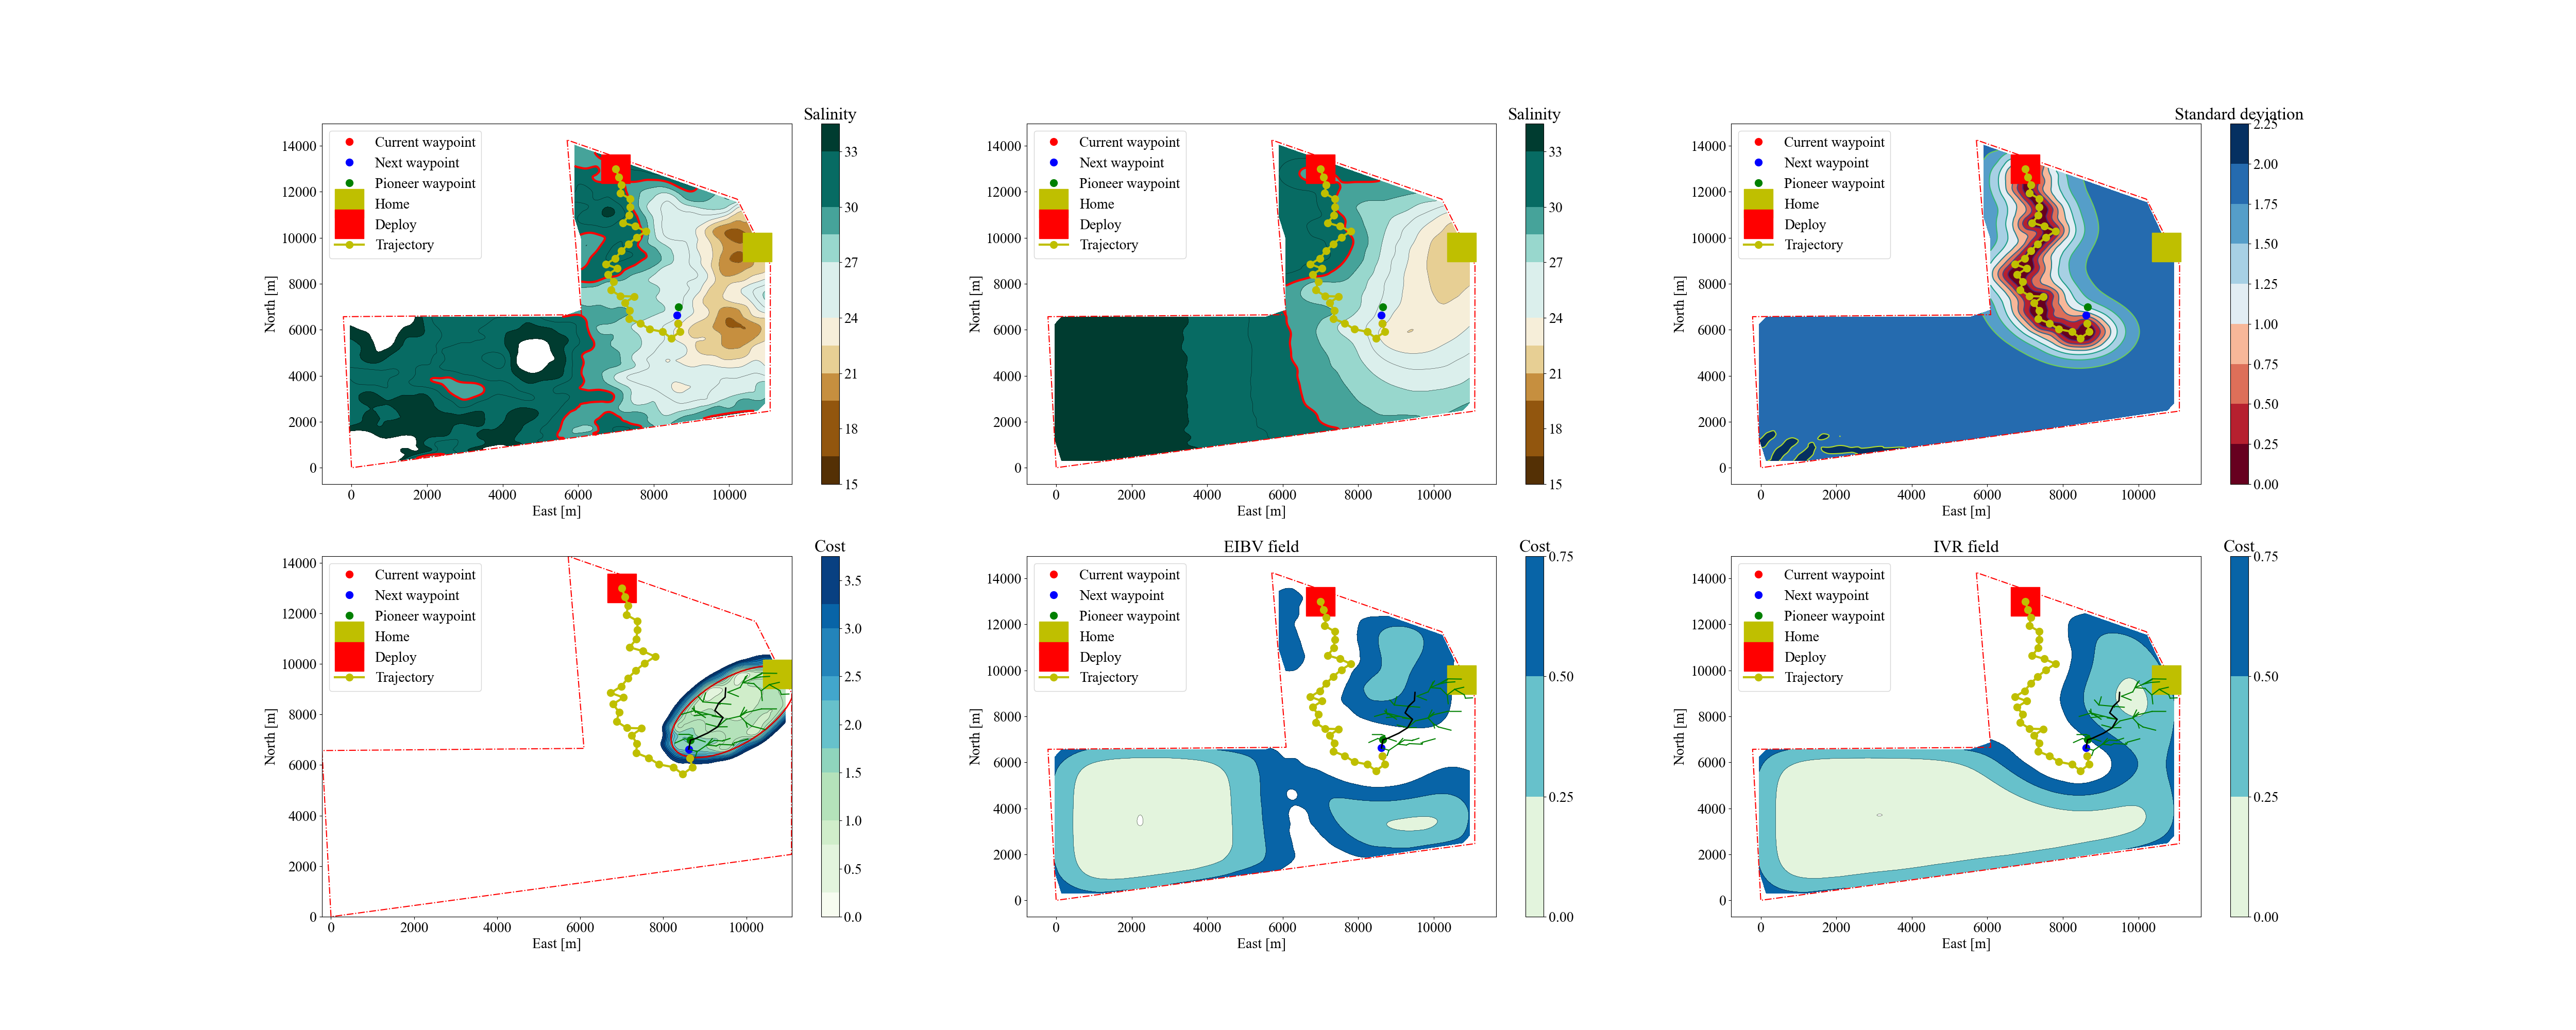 Salinity
14000
12000
10000
8000
6000
4000
2000
0
North [m]
0 2000 4000 6000 8000 10000
East [m]
Current waypoint
Next waypoint
Pioneer waypoint
Home
Deploy
Trajectory
33
30
27
24
21
18
15
Salinity
14000
12000
10000
8000
6000
4000
2000
0
North [m]
0 2000 4000 6000 8000 10000
East [m]
Current waypoint
Next waypoint
Pioneer waypoint
Home
Deploy
Trajectory
33
30
27
24
21
18
15
Standard deviation
14000
12000
10000
8000
6000
4000
2000
0
North [m]
0 2000 4000 6000 8000 10000
East [m]
Current waypoint
Next waypoint
Pioneer waypoint
Home
Deploy
Trajectory
2.25
2.00
1.75
1.50
1.25
1.00
0.75
0.50
0.25
0.00
Cost
14000
12000
10000
8000
6000
4000
2000
0
North [m]
0 2000 4000 6000 8000 10000
East [m]
Current waypoint
Next waypoint
Pioneer waypoint
Home
Deploy
Trajectory
3.5
3.0
2.5
2.0
1.5
1.0
0.5
0.0
EIBV field
Cost
14000
12000
10000
8000
6000
4000
2000
0
North [m]
0 2000 4000 6000 8000 10000
East [m]
Current waypoint
Next waypoint
Pioneer waypoint
Home
Deploy
Trajectory
0.75
0.50
0.25
0.00
IVR field
Cost
14000
12000
10000
8000
6000
4000
2000
0
North [m]
0 2000 4000 6000 8000 10000
East [m]
Current waypoint
Next waypoint
Pioneer waypoint
Home
Deploy
Trajectory
0.75
0.50
0.25
0.00